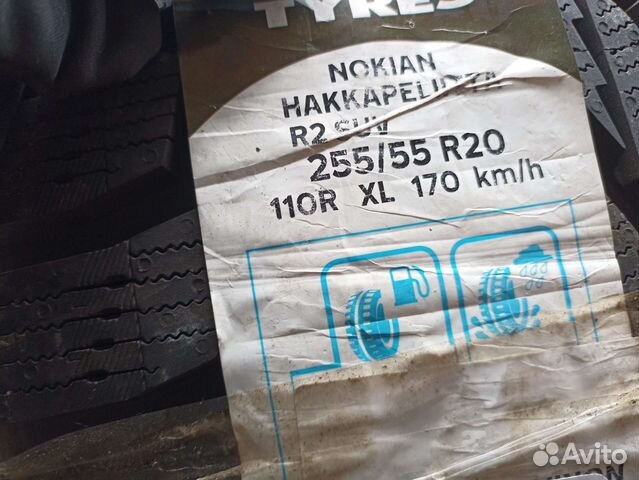 TYRES
NOKIAN
HAKKAPELIITTA
R2 SUV
255/55 R20
110R XL 170 km/h
Avito